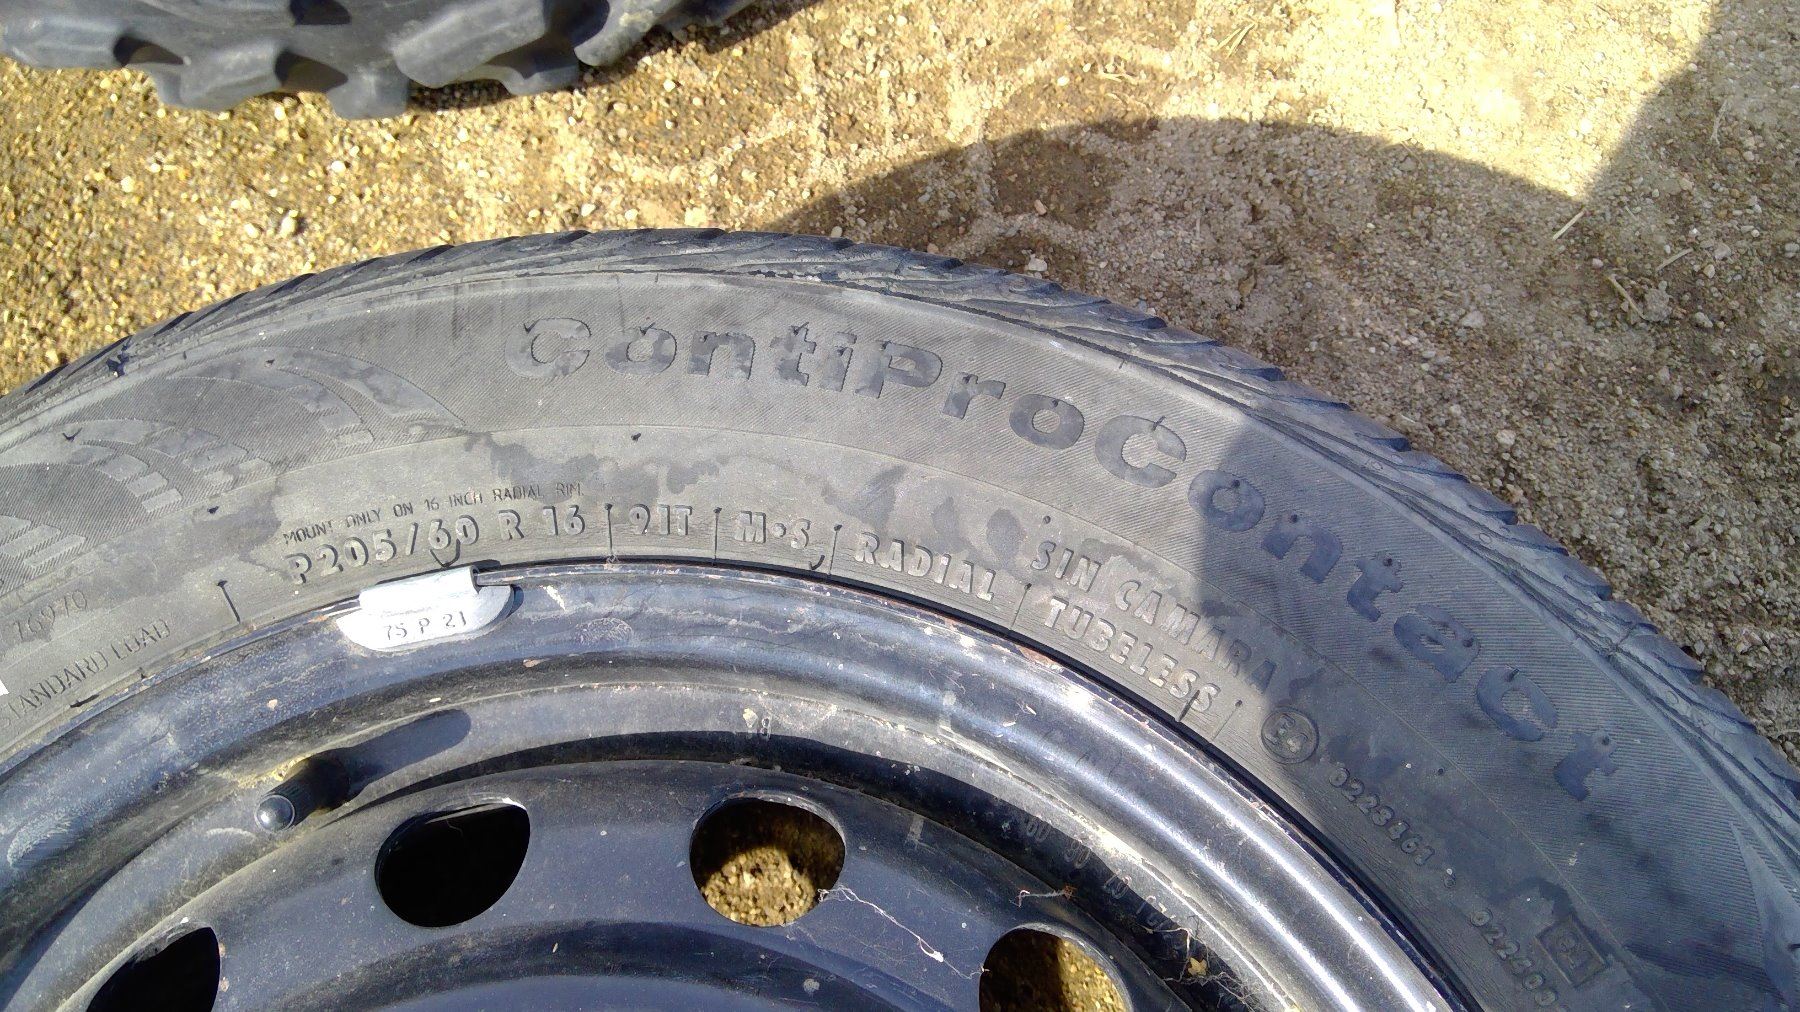 ContiProContact
MOUNT ONLY ON 16 INCH RADIAL RIM
P205/60 R 16 91T M+S RADIAL
SIN CAMARA
TUBELESS
E4
STANDARD LOAD
75 P 21